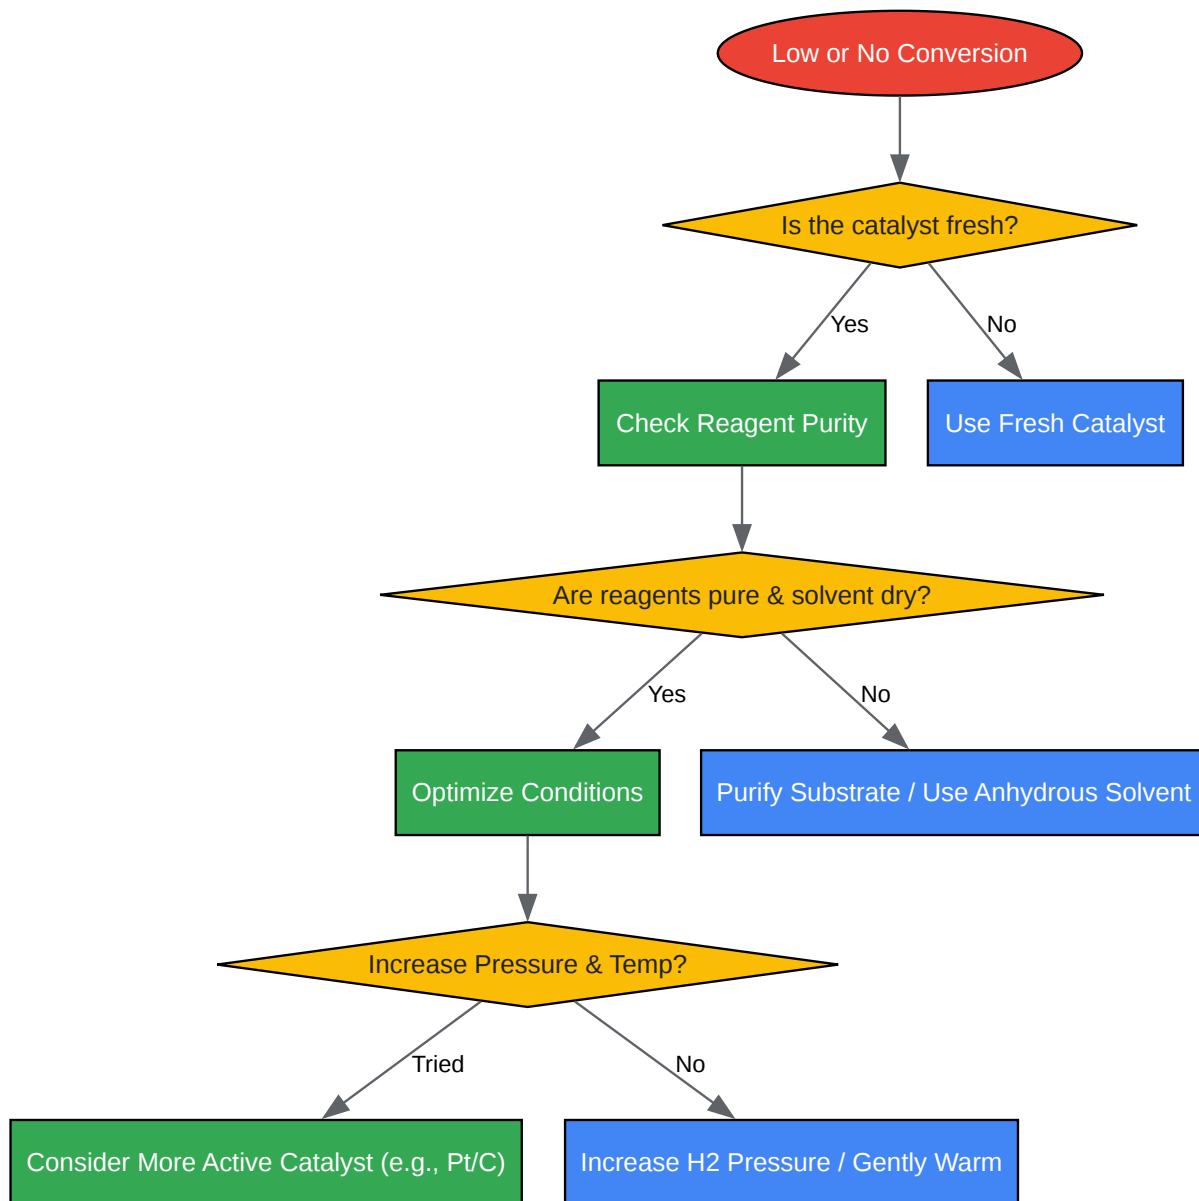 Low or No Conversion
Is the catalyst fresh?
Yes
No
Check Reagent Purity
Use Fresh Catalyst
Are reagents pure & solvent dry?
Yes
No
Optimize Conditions
Purify Substrate / Use Anhydrous Solvent
Increase Pressure & Temp?
Tried
No
Consider More Active Catalyst (e.g., Pt/C)
Increase H2 Pressure / Gently Warm